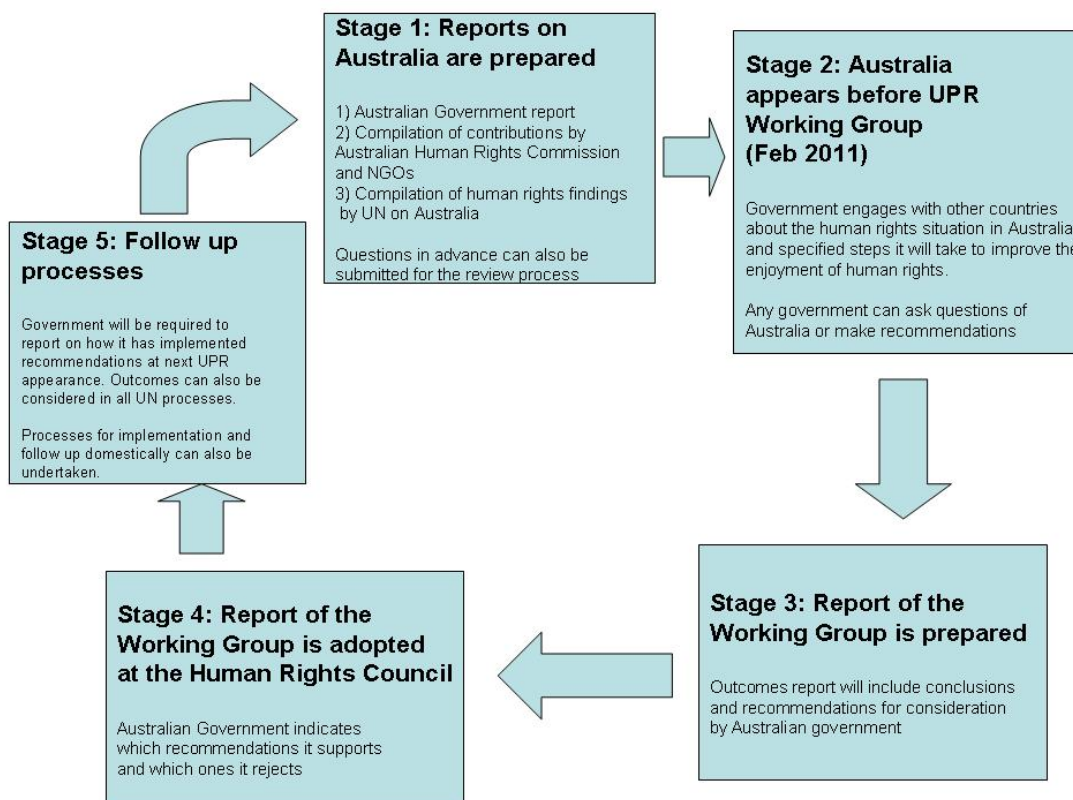 Stage 1: Reports on
Australia are prepared
1) Australian Government report
2) Compilation of contributions by
Australian Human Rights Commission
and NGOs
3) Compilation of human rights findings
by UN on Australia
Questions in advance can also be
submitted for the review process
Stage 2: Australia
appears before UPR
Working Group
(Feb 2011)
Government engages with other countries
about the human rights situation in Australia
and specified steps it will take to improve the
enjoyment of human rights.
Any government can ask questions of
Australia or make recommendations
Stage 3: Report of the
Working Group is prepared
Outcomes report will include conclusions
and recommendations for consideration
by Australian government
Stage 4: Report of the
Working Group is adopted
at the Human Rights Council
Australian Government indicates
which recommendations it supports
and which ones it rejects
Stage 5: Follow up
processes
Government will be required to
report on how it has implemented
recommendations at next UPR
appearance. Outcomes can also be
considered in all UN processes.
Processes for implementation and
follow up domestically can also be
undertaken.